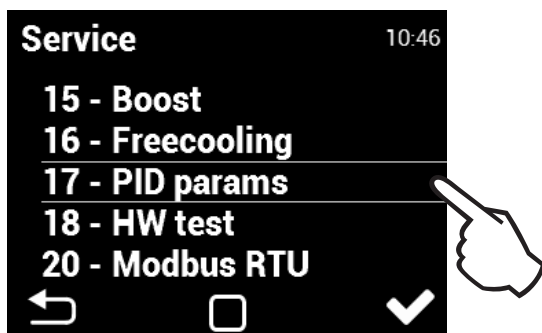 Service 10:46
15 - Boost
16 - Freecooling
17 - PID params
18 - HW test
20 - Modbus RTU